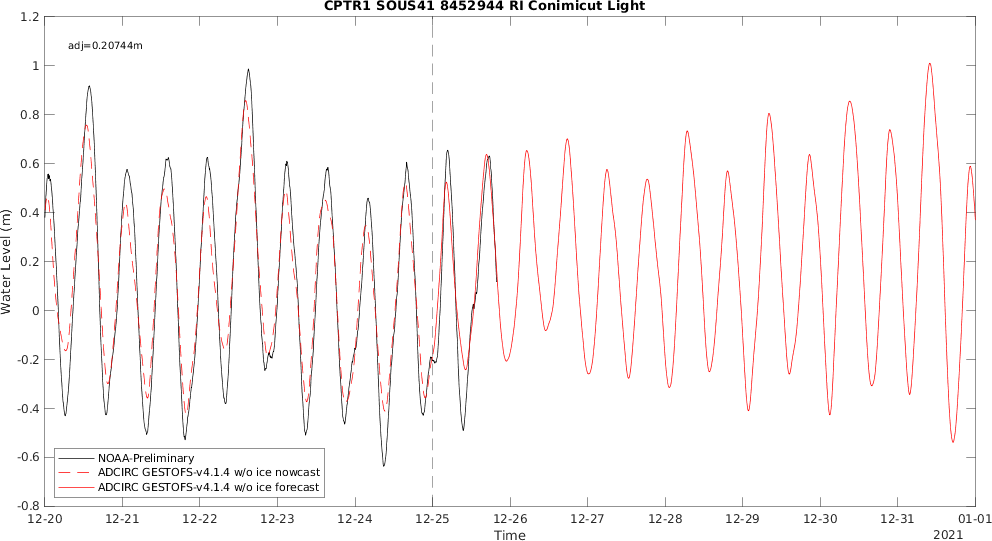 CPTR1 SOUS41 8452944 RI Conimicut Light
adj=0.20744m
1.2
1
0.8
0.6
0.4
0.2
0
-0.2
-0.4
-0.6
-0.8
Water Level (m)
NOAA-Preliminary
ADCIRC GESTOFS-v4.1.4 w/o ice nowcast
ADCIRC GESTOFS-v4.1.4 w/o ice forecast
12-20 12-21 12-22 12-23 12-24 12-25 12-26 12-27 12-28 12-29 12-30 12-31 01-01
Time
2021